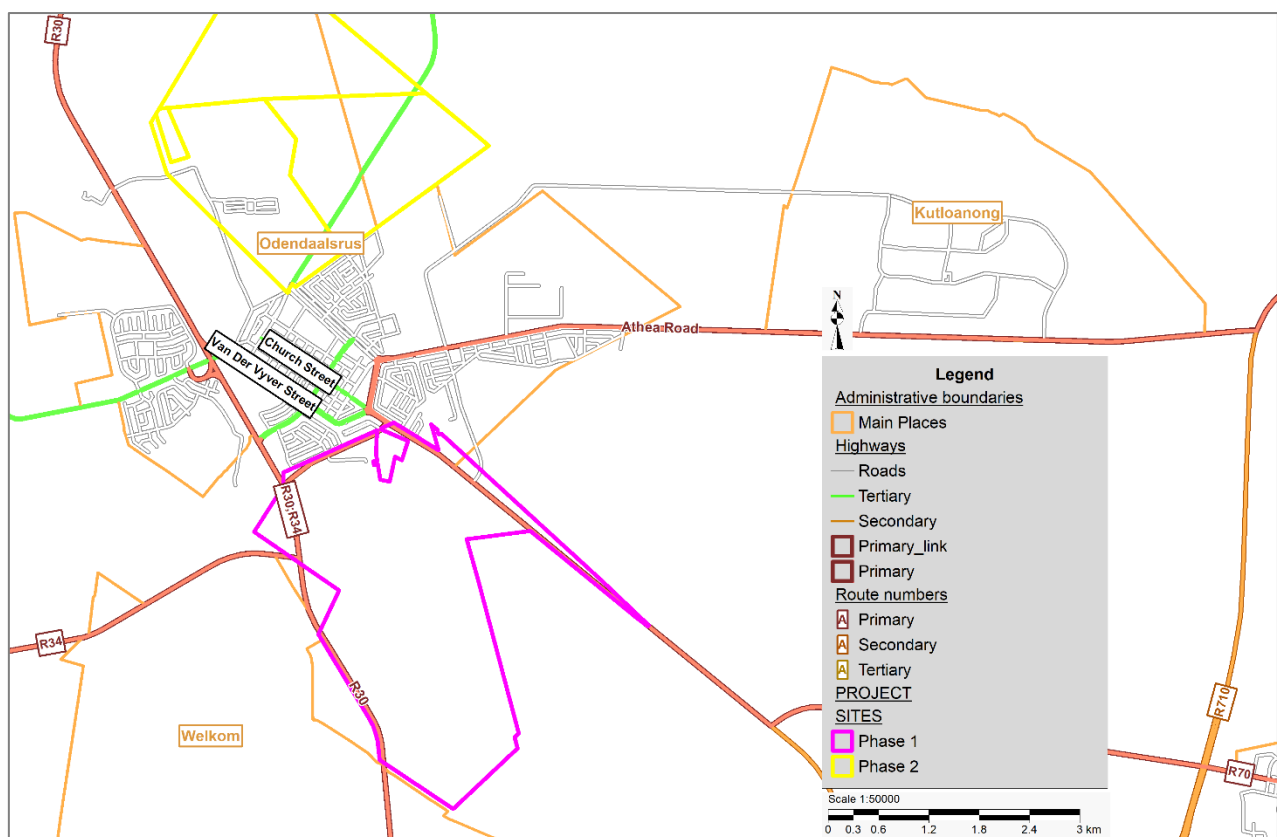 R30
Kutloanong
Odendaalsrus
Athea Road
Church Street
Van Der Vyver Street
R30;R34
R34
R30
Welkom
R710
R70
N
Legend
Administrative boundaries
Main Places
Highways
Roads
Tertiary
Secondary
Primary_link
Primary
Route numbers
A Primary
A Secondary
A Tertiary
PROJECT
SITES
Phase 1
Phase 2
Scale 1:50000
0 0.3 0.6 1.2 1.8 2.4 3 km